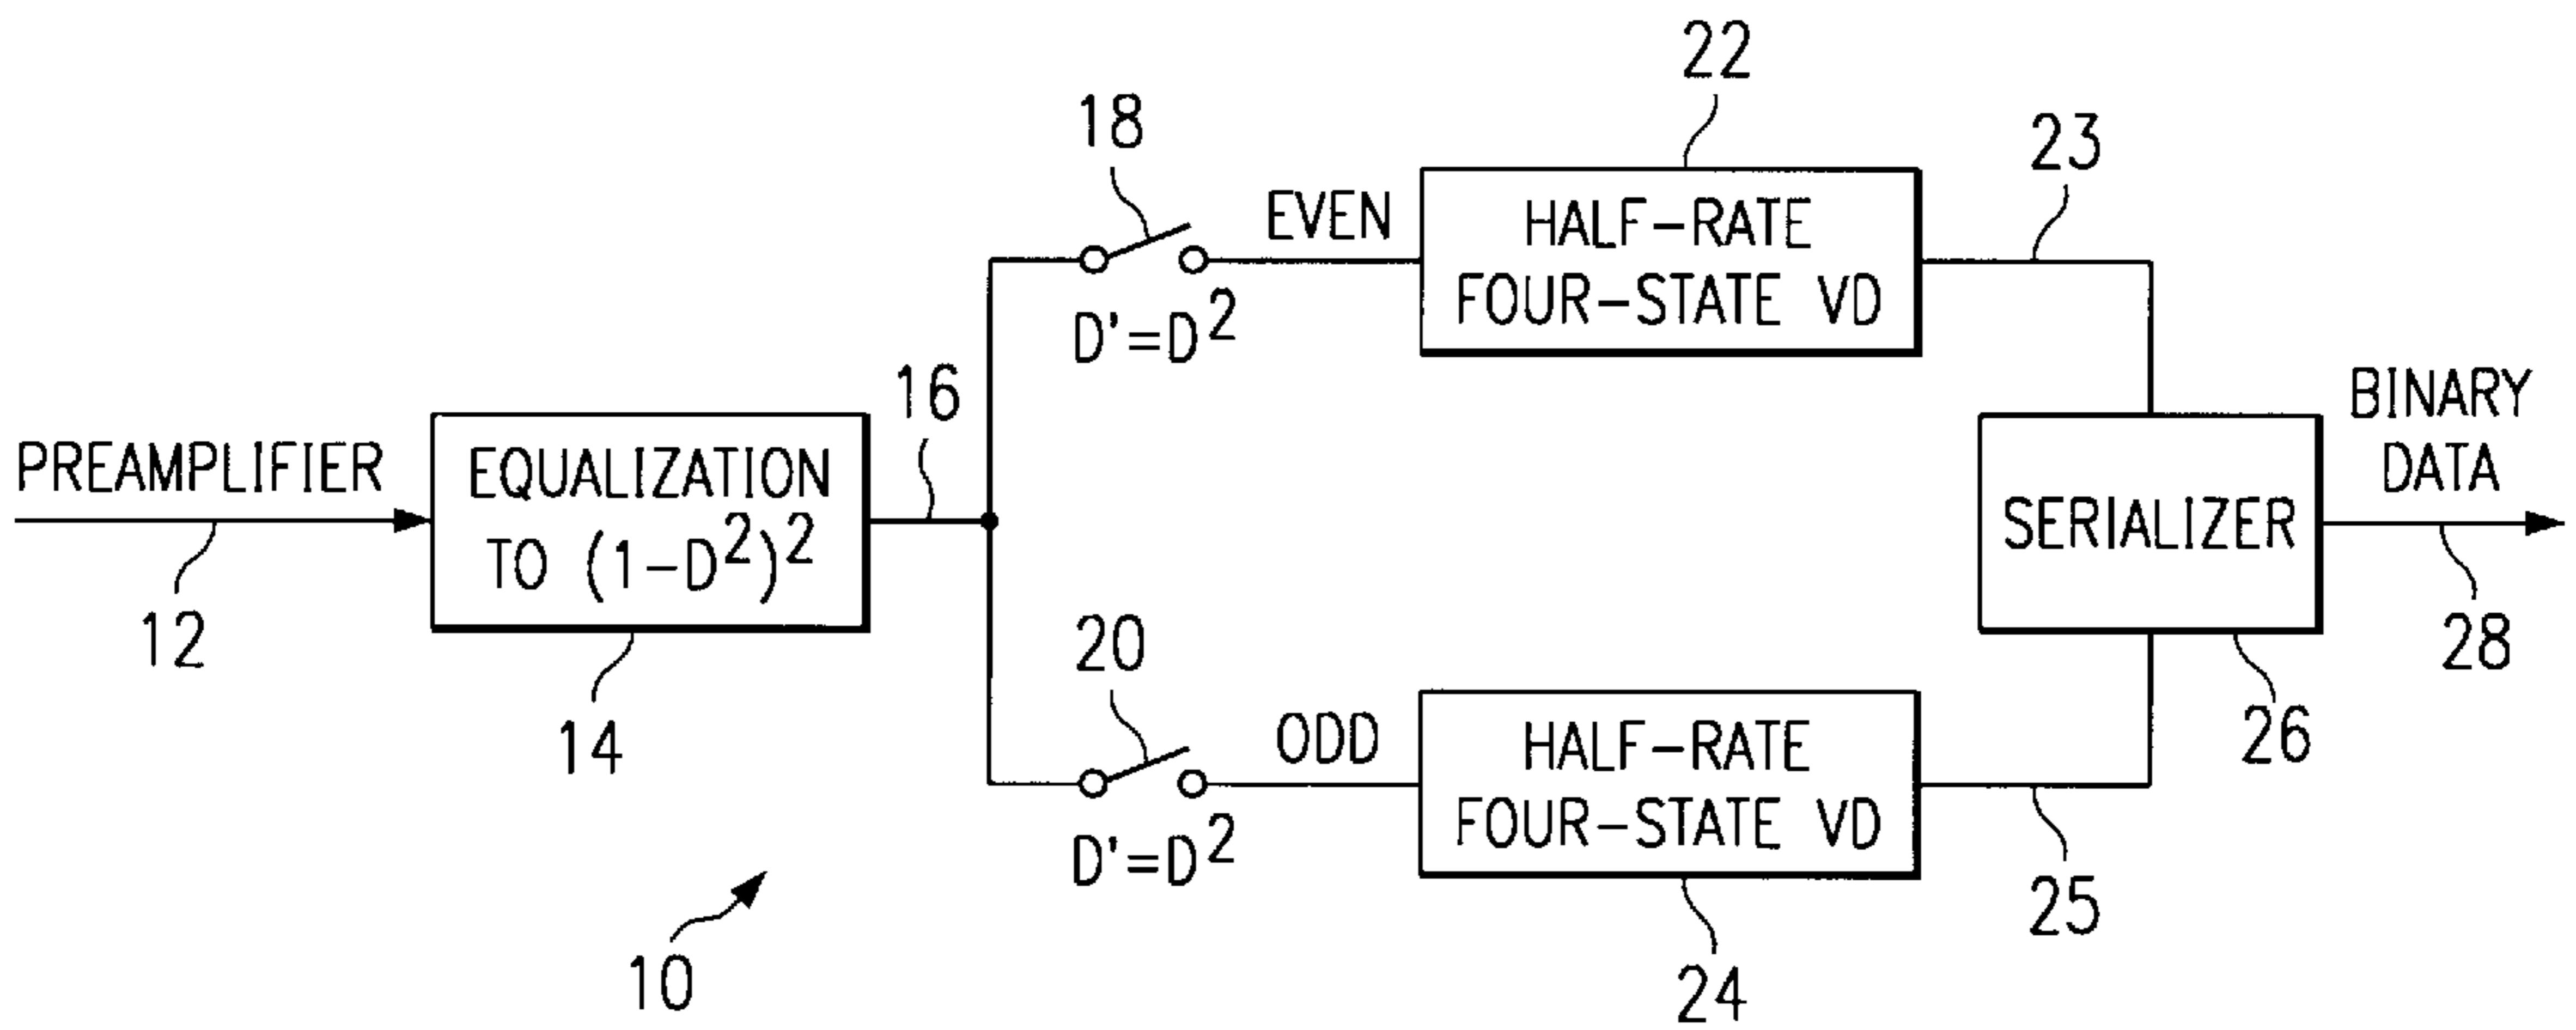 22
18
23
EVEN
HALF-RATE
FOUR-STATE VD
D'=D²
16
BINARY
DATA
PREAMPLIFIER
EQUALIZATION
TO (1-D²)²
SERIALIZER
12
14
20
28
26
ODD
HALF-RATE
FOUR-STATE VD
D'=D²
25
10
24